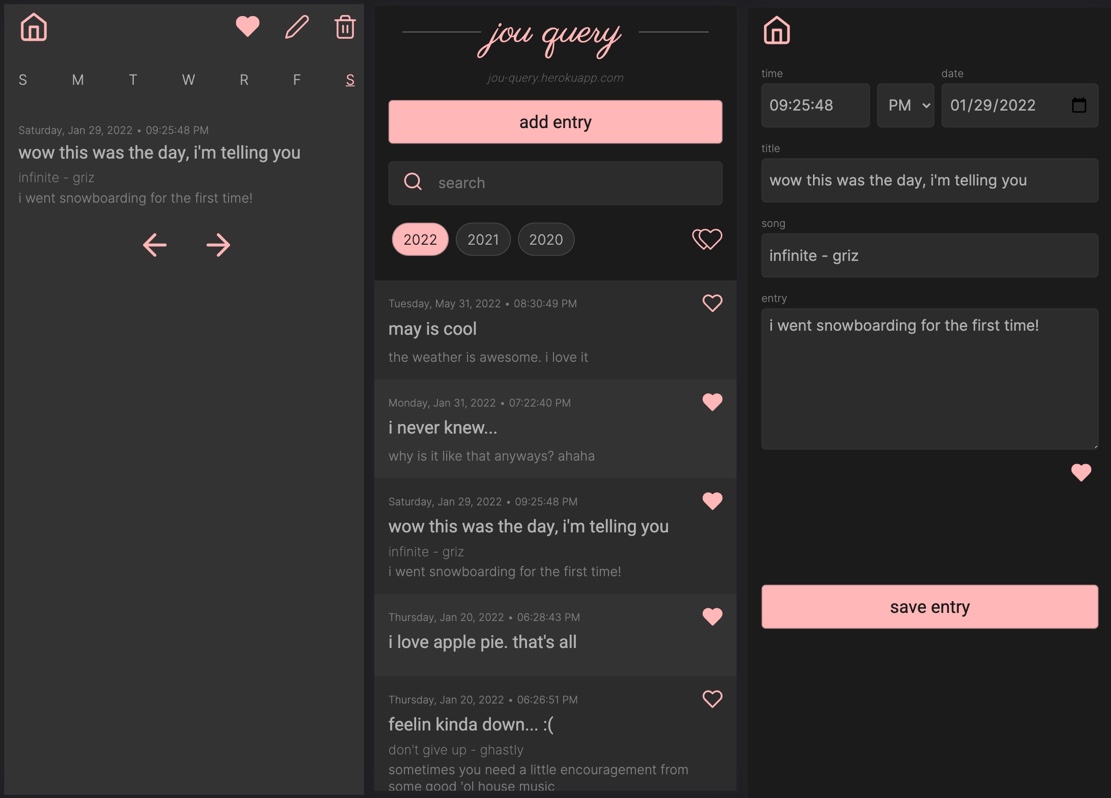 S M T W R F S
Saturday, Jan 29, 2022 • 09:25:48 PM
wow this was the day, i'm telling you
infinite - griz
i went snowboarding for the first time!
jou query
jou-query.herokuapp.com
add entry
search
2022 2021 2020
Tuesday, May 31, 2022 • 08:30:49 PM
may is cool
the weather is awesome. i love it
Monday, Jan 31, 2022 • 07:22:40 PM
i never knew...
why is it like that anyways? ahaha
Saturday, Jan 29, 2022 • 09:25:48 PM
wow this was the day, i'm telling you
infinite - griz
i went snowboarding for the first time!
Thursday, Jan 20, 2022 • 06:28:43 PM
i love apple pie. that's all
Thursday, Jan 20, 2022 • 06:26:51 PM
feelin kinda down... :(
don't give up - ghastly
sometimes you need a little encouragement from
some good 'ol house music
time date
09:25:48 PM 01/29/2022
title
wow this was the day, i'm telling you
song
infinite - griz
entry
i went snowboarding for the first time!
save entry